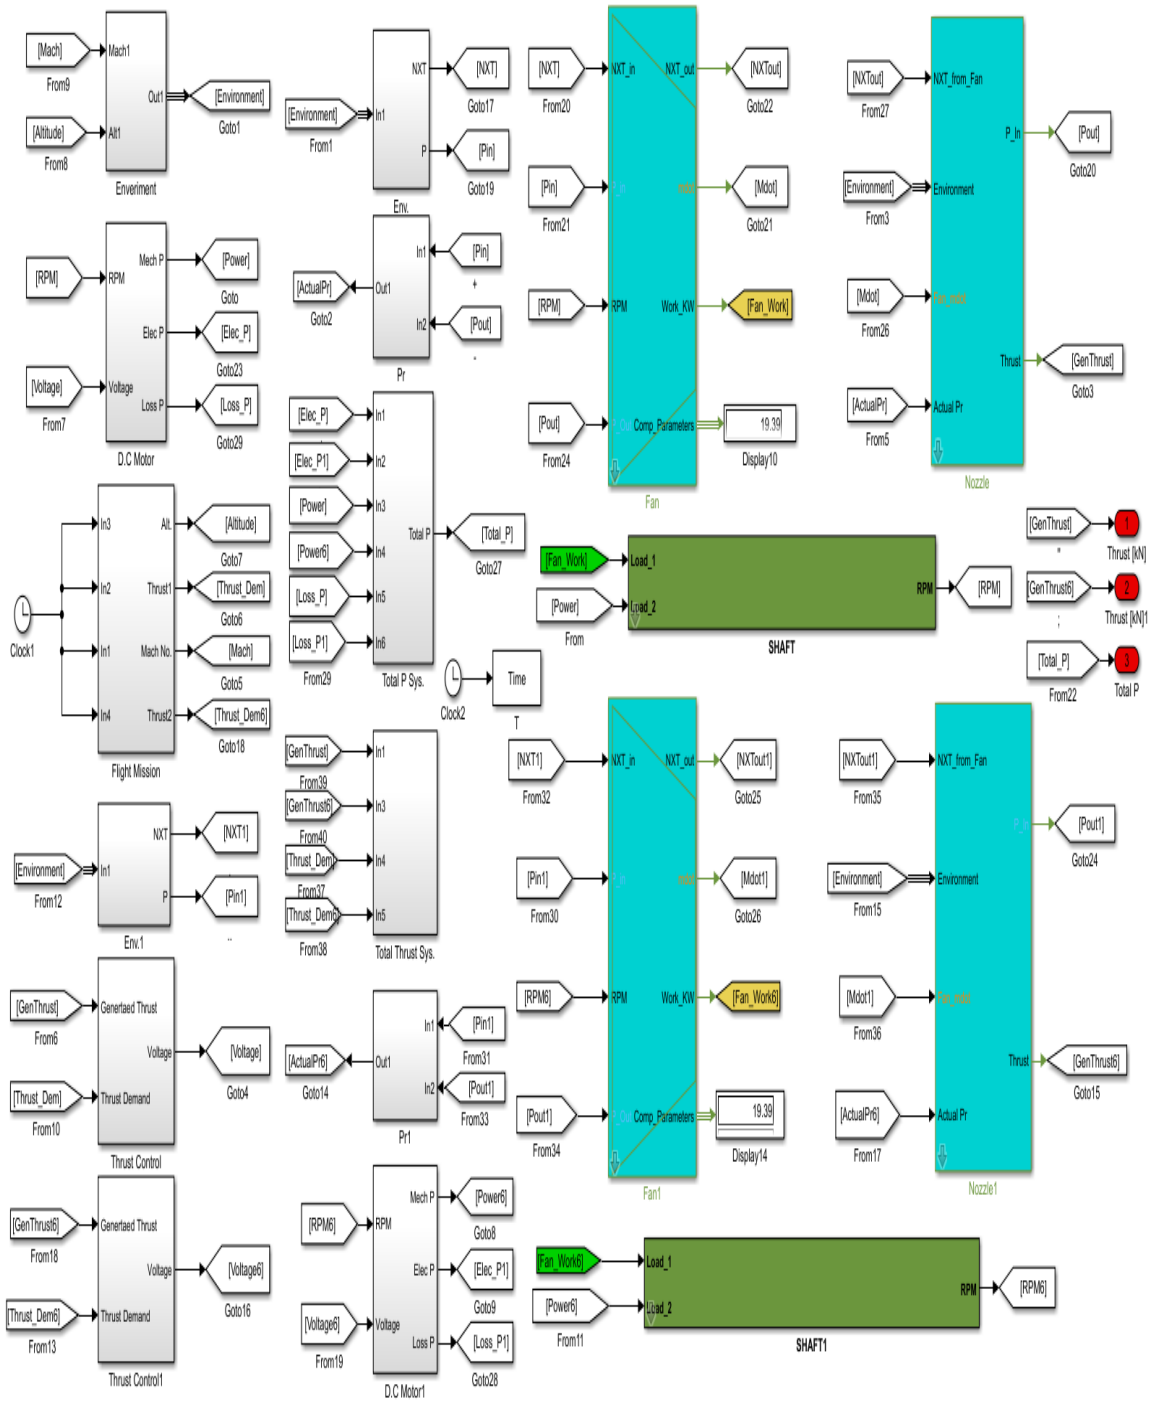 [Mach]
From9
[Altitude]
From8
Mach1
Alt1
Out1
Enveriment
[Environment]
Goto1
[Environment]
From1
In1
NXT
P
Env.
[NXT]
Goto17
[Pin]
Goto19
[NXT]
From20
[Pin]
From21
[RPM]
From23
[Pout]
From24
NXT_in
RPM
NXT_out
Work_KW
Comp_Parameters
Fan
[NXTout]
Goto22
[Mdot]
Goto21
[Fan_Work]
19.39
Display10
[NXTout]
From27
[Environment]
From3
[Mdot]
From26
[ActualPr]
From5
NXT_from_Fan
Environment
Fan_mdot
Actual Pr
P_in
Thrust
Nozzle
[Pout]
Goto20
[GenThrust]
Goto3
[RPM]
[Voltage]
From7
RPM
Voltage
Mech P
Elec P
Loss P
D.C Motor
[Power]
Goto
[Elec_P]
Goto23
[Loss_P]
Goto29
[ActualPr]
Goto2
Out1
In1
In2
Pr
[Pin]
+
[Pout]
-
[Elec_P]
[Elec_P1]
[Power]
[Power6]
[Loss_P]
[Loss_P1]
From29
In1
In2
In3
In4
In5
In6
Total P
Total P Sys.
[Total_P]
Goto27
Clock1
In3
In2
In1
In4
Alt.
Thrust1
Mach No.
Thrust2
Flight Mission
[Altitude]
Goto7
[Thrust_Dem]
Goto6
[Mach]
Goto5
[Thrust_Dem6]
Goto18
Clock2
Time
T
[Fan_Work]
[Power]
From
Load_1
Load_2
RPM
SHAFT
[RPM]
[GenThrust]
"
1
Thrust [kN]
[GenThrust6]
;
2
Thrust [kN]1
[Total_P]
From22
3
Total P
[GenThrust]
From39
[GenThrust6]
From40
[Thrust_Dem]
From37
[Thrust_Dem6]
From38
In1
In3
In4
In5
Total Thrust Sys.
[Environment]
From12
In1
NXT
P
Env.1
[NXT1]
[Pin1]
..
[NXT1]
From32
[Pin1]
From30
[RPM6]
[Pout1]
From34
NXT_in
RPM
NXT_out
Work_KW
Comp_Parameters
Fan1
[NXTout1]
Goto25
[Mdot1]
Goto26
[Fan_Work6]
19.39
Display14
[NXTout1]
From35
[Environment]
From15
[Mdot1]
From36
[ActualPr6]
From17
NXT_from_Fan
Environment
Fan_mdot
Actual Pr
P_in
Thrust
Nozzle1
[Pout1]
Goto24
[GenThrust6]
Goto15
[GenThrust]
From6
[Thrust_Dem]
From10
Genertaed Thrust
Thrust Demand
Voltage
Thrust Control
[Voltage]
Goto4
[ActualPr6]
Goto14
Out1
In1
In2
Pr1
[Pin1]
From31
[Pout1]
From33
[GenThrust6]
From18
[Thrust_Dem6]
From13
Genertaed Thrust
Thrust Demand
Voltage
Thrust Control1
[Voltage6]
Goto16
[RPM6]
[Voltage6]
From19
RPM
Voltage
Mech P
Elec P
Loss P
D.C Motor1
[Power6]
Goto8
[Elec_P1]
Goto9
[Loss_P1]
Goto28
[Fan_Work6]
[Power6]
From11
Load_1
Load_2
RPM
SHAFT1
[RPM6]